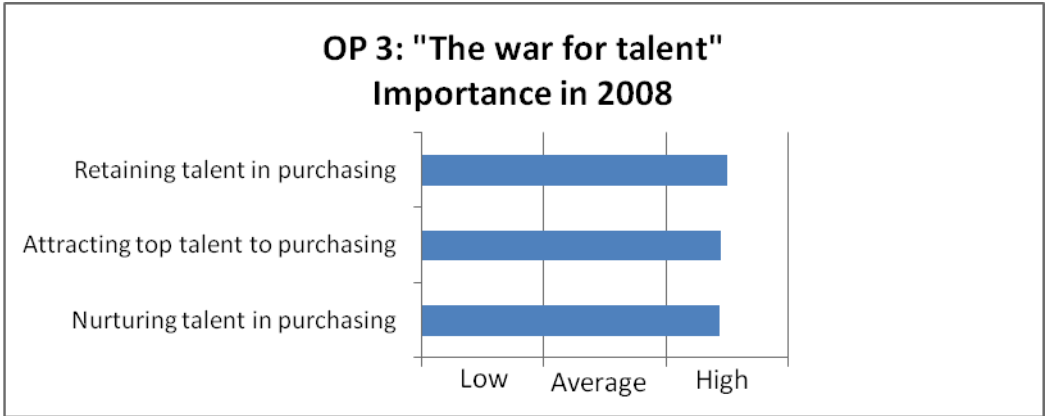 OP 3: "The war for talent"
Importance in 2008
Retaining talent in purchasing
Attracting top talent to purchasing
Nurturing talent in purchasing
Low
Average
High